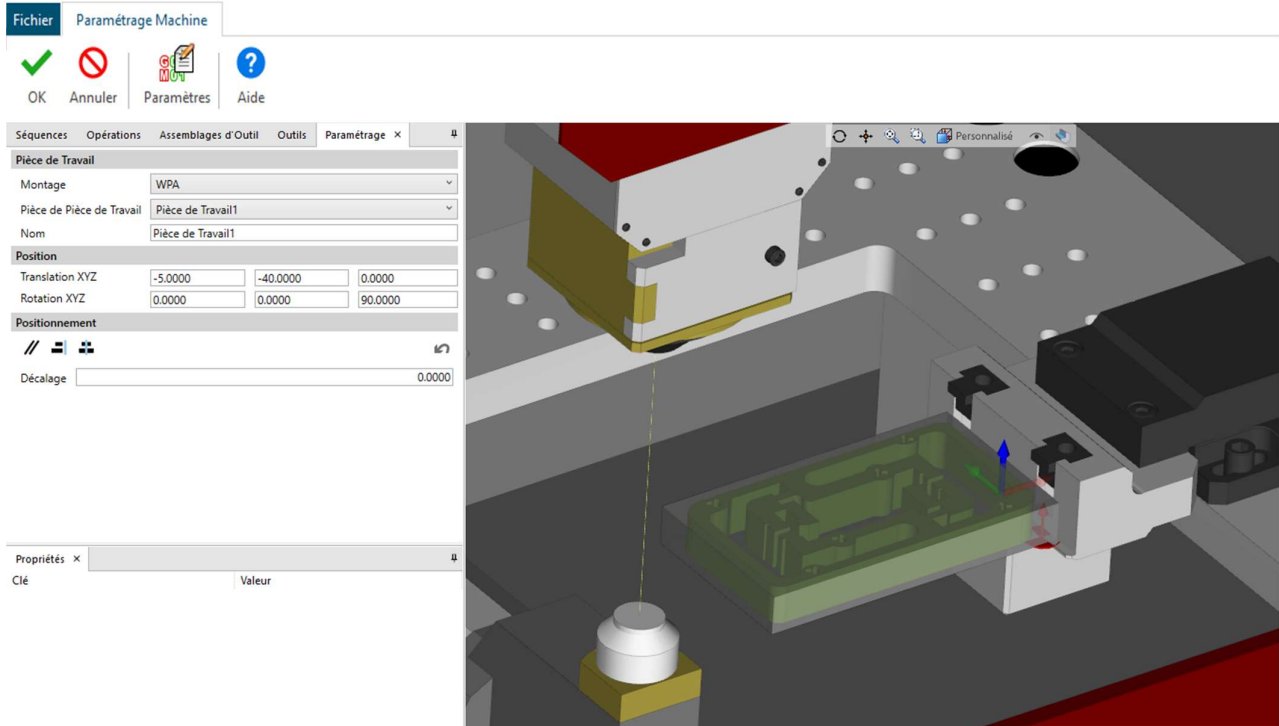 Fichier Paramétrage Machine
OK Annuler Paramètres Aide
Séquences Opérations Assemblages d'Outil Outils Paramétrage ×
Personnalisé
Pièce de Travail
Montage WPA
Pièce de Pièce de Travail Pièce de Travail1
Nom Pièce de Travail1
Position
Translation XYZ -5.0000 -40.0000 0.0000
Rotation XYZ 0.0000 0.0000 90.0000
Positionnement
Décalage 0.0000
Propriétés ×
Clé Valeur